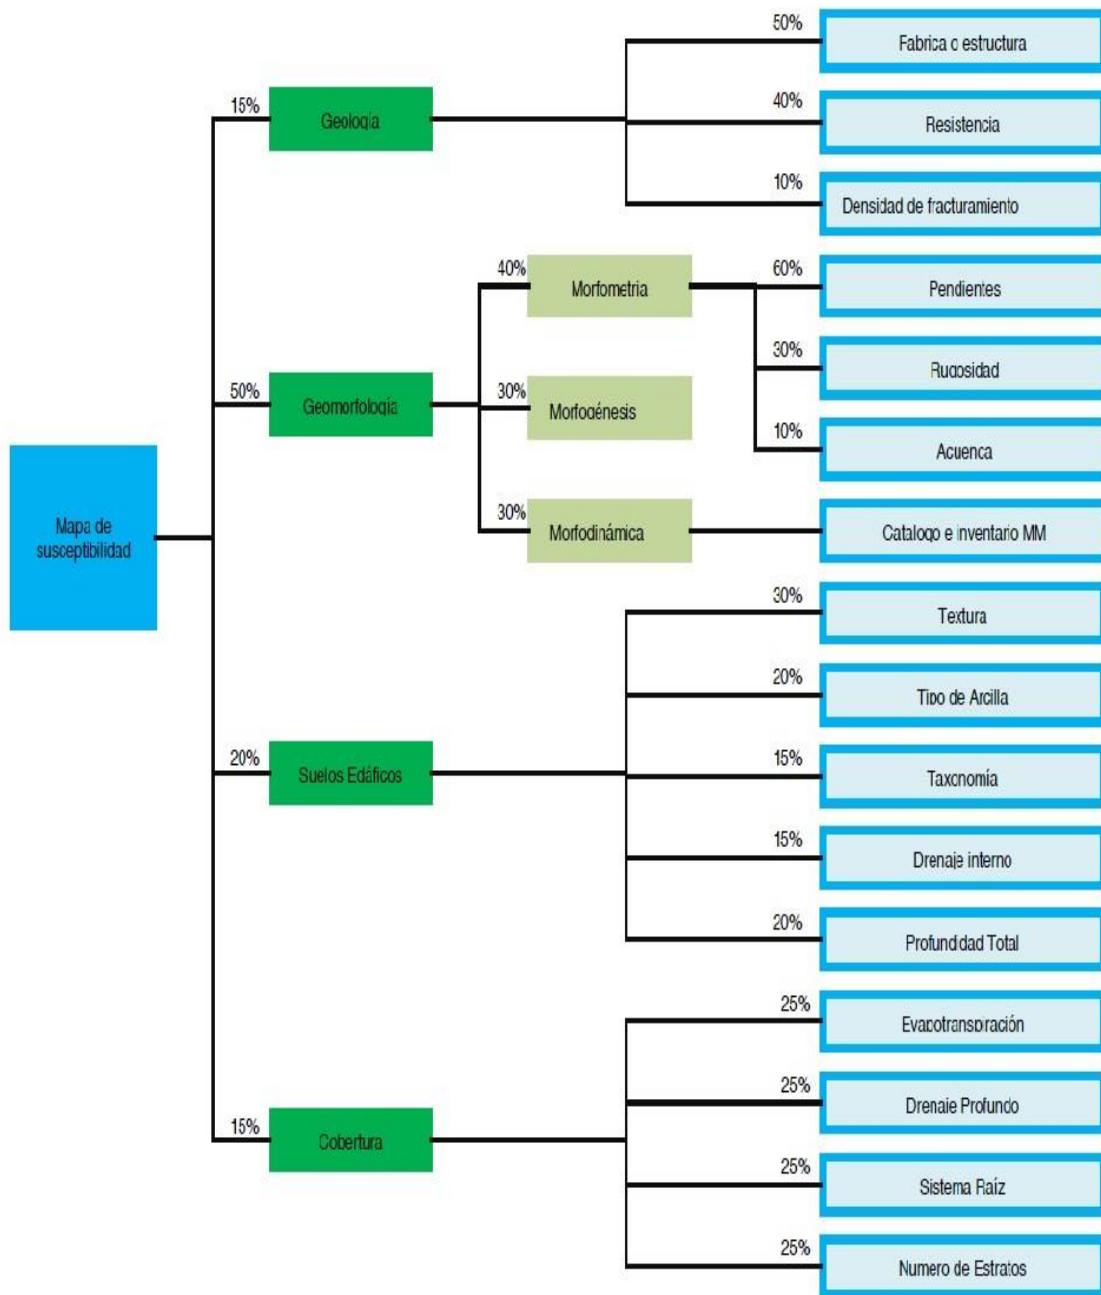 50%
Fabrica o estructura
15%
Geología
40%
Resistencia
10%
Densidad de fracturamiento
40%
Morfometria
60%
Pendientes
30%
Rugosidad
50%
Geomorfología
30%
Morfogénesis
10%
Acuenca
Mapa de
susceptibilidad
30%
Morfodinámica
Catalogo e inventario MM
30%
Textura
20%
Tipo de Arcilla
20%
Suelos Edáficos
15%
Taxonomía
15%
Drenaje interno
20%
Profundidad Total
25%
Evapotranspiración
25%
Drenaje Profundo
15%
Cobertura
25%
Sistema Raíz
25%
Numero de Estratos